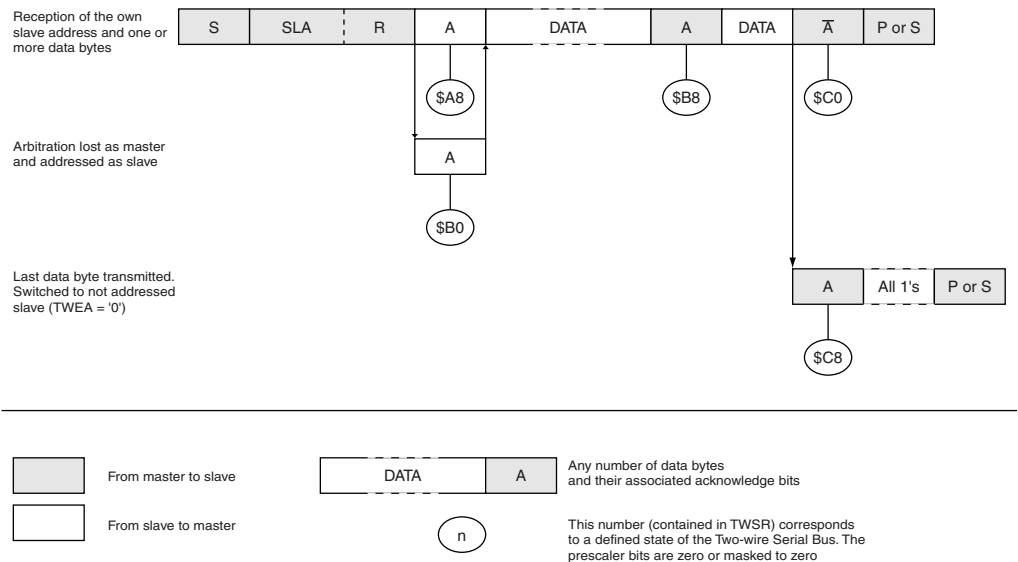 Reception of the own
slave address and one or
more data bytes
S SLA R A DATA A DATA A̅ P or S
$A8 $B8 $C0
Arbitration lost as master
and addressed as slave
A
$B0
Last data byte transmitted.
Switched to not addressed
slave (TWEA = '0')
A All 1's P or S
$C8
From master to slave
DATA A
Any number of data bytes
and their associated acknowledge bits
From slave to master
n
This number (contained in TWSR) corresponds
to a defined state of the Two-wire Serial Bus. The
prescaler bits are zero or masked to zero